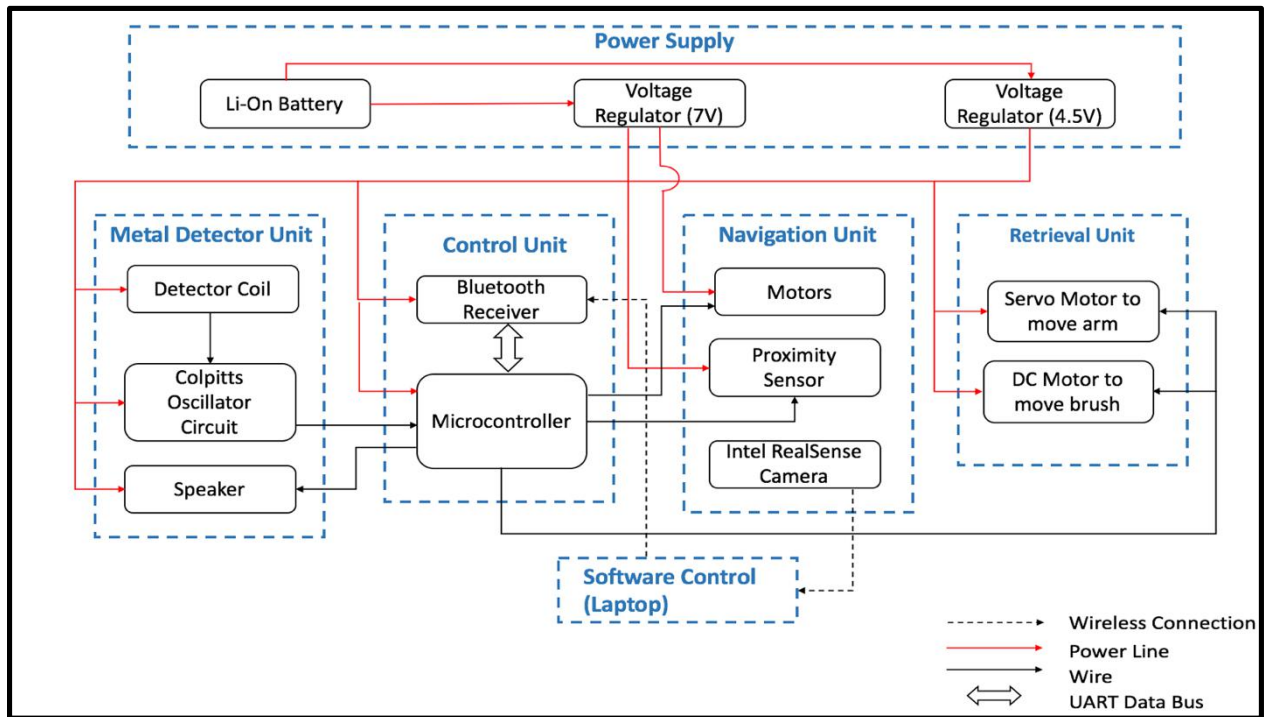 Power Supply
Li-On Battery
Voltage
Regulator (7V)
Voltage
Regulator (4.5V)
Metal Detector Unit
Detector Coil
Colpitts
Oscillator
Circuit
Speaker
Control Unit
Bluetooth
Receiver
Microcontroller
Navigation Unit
Motors
Proximity
Sensor
Intel RealSense
Camera
Retrieval Unit
Servo Motor to
move arm
DC Motor to
move brush
Software Control
(Laptop)
Wireless Connection
Power Line
Wire
UART Data Bus